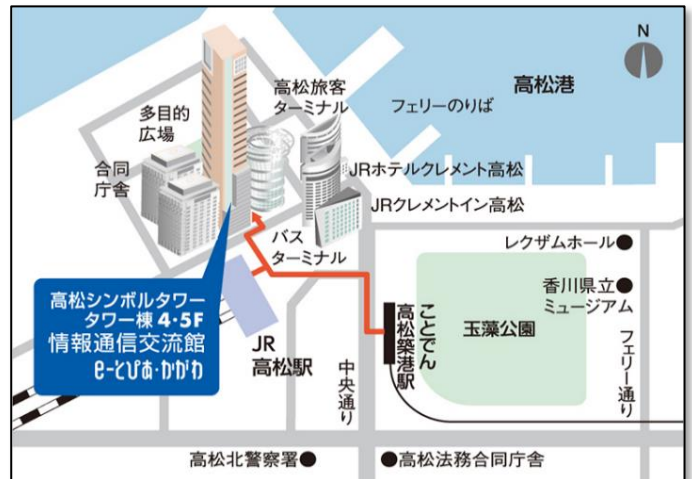 N
高松港
高松旅客
ターミナル
フェリーのりば
多目的
広場
合同
庁舎
JRホテルクレメント高松
JRクレメントイン高松
バス
ターミナル
レクザムホール
香川県立
ミュージアム
高松シンボルタワー
タワー棟4・5F
情報通信交流館
e-とぴあ・かがわ
JR
高松駅
ことでん
高松築港駅
玉藻公園
中央通り
フェリー通り
高松北警察署
高松法務合同庁舎